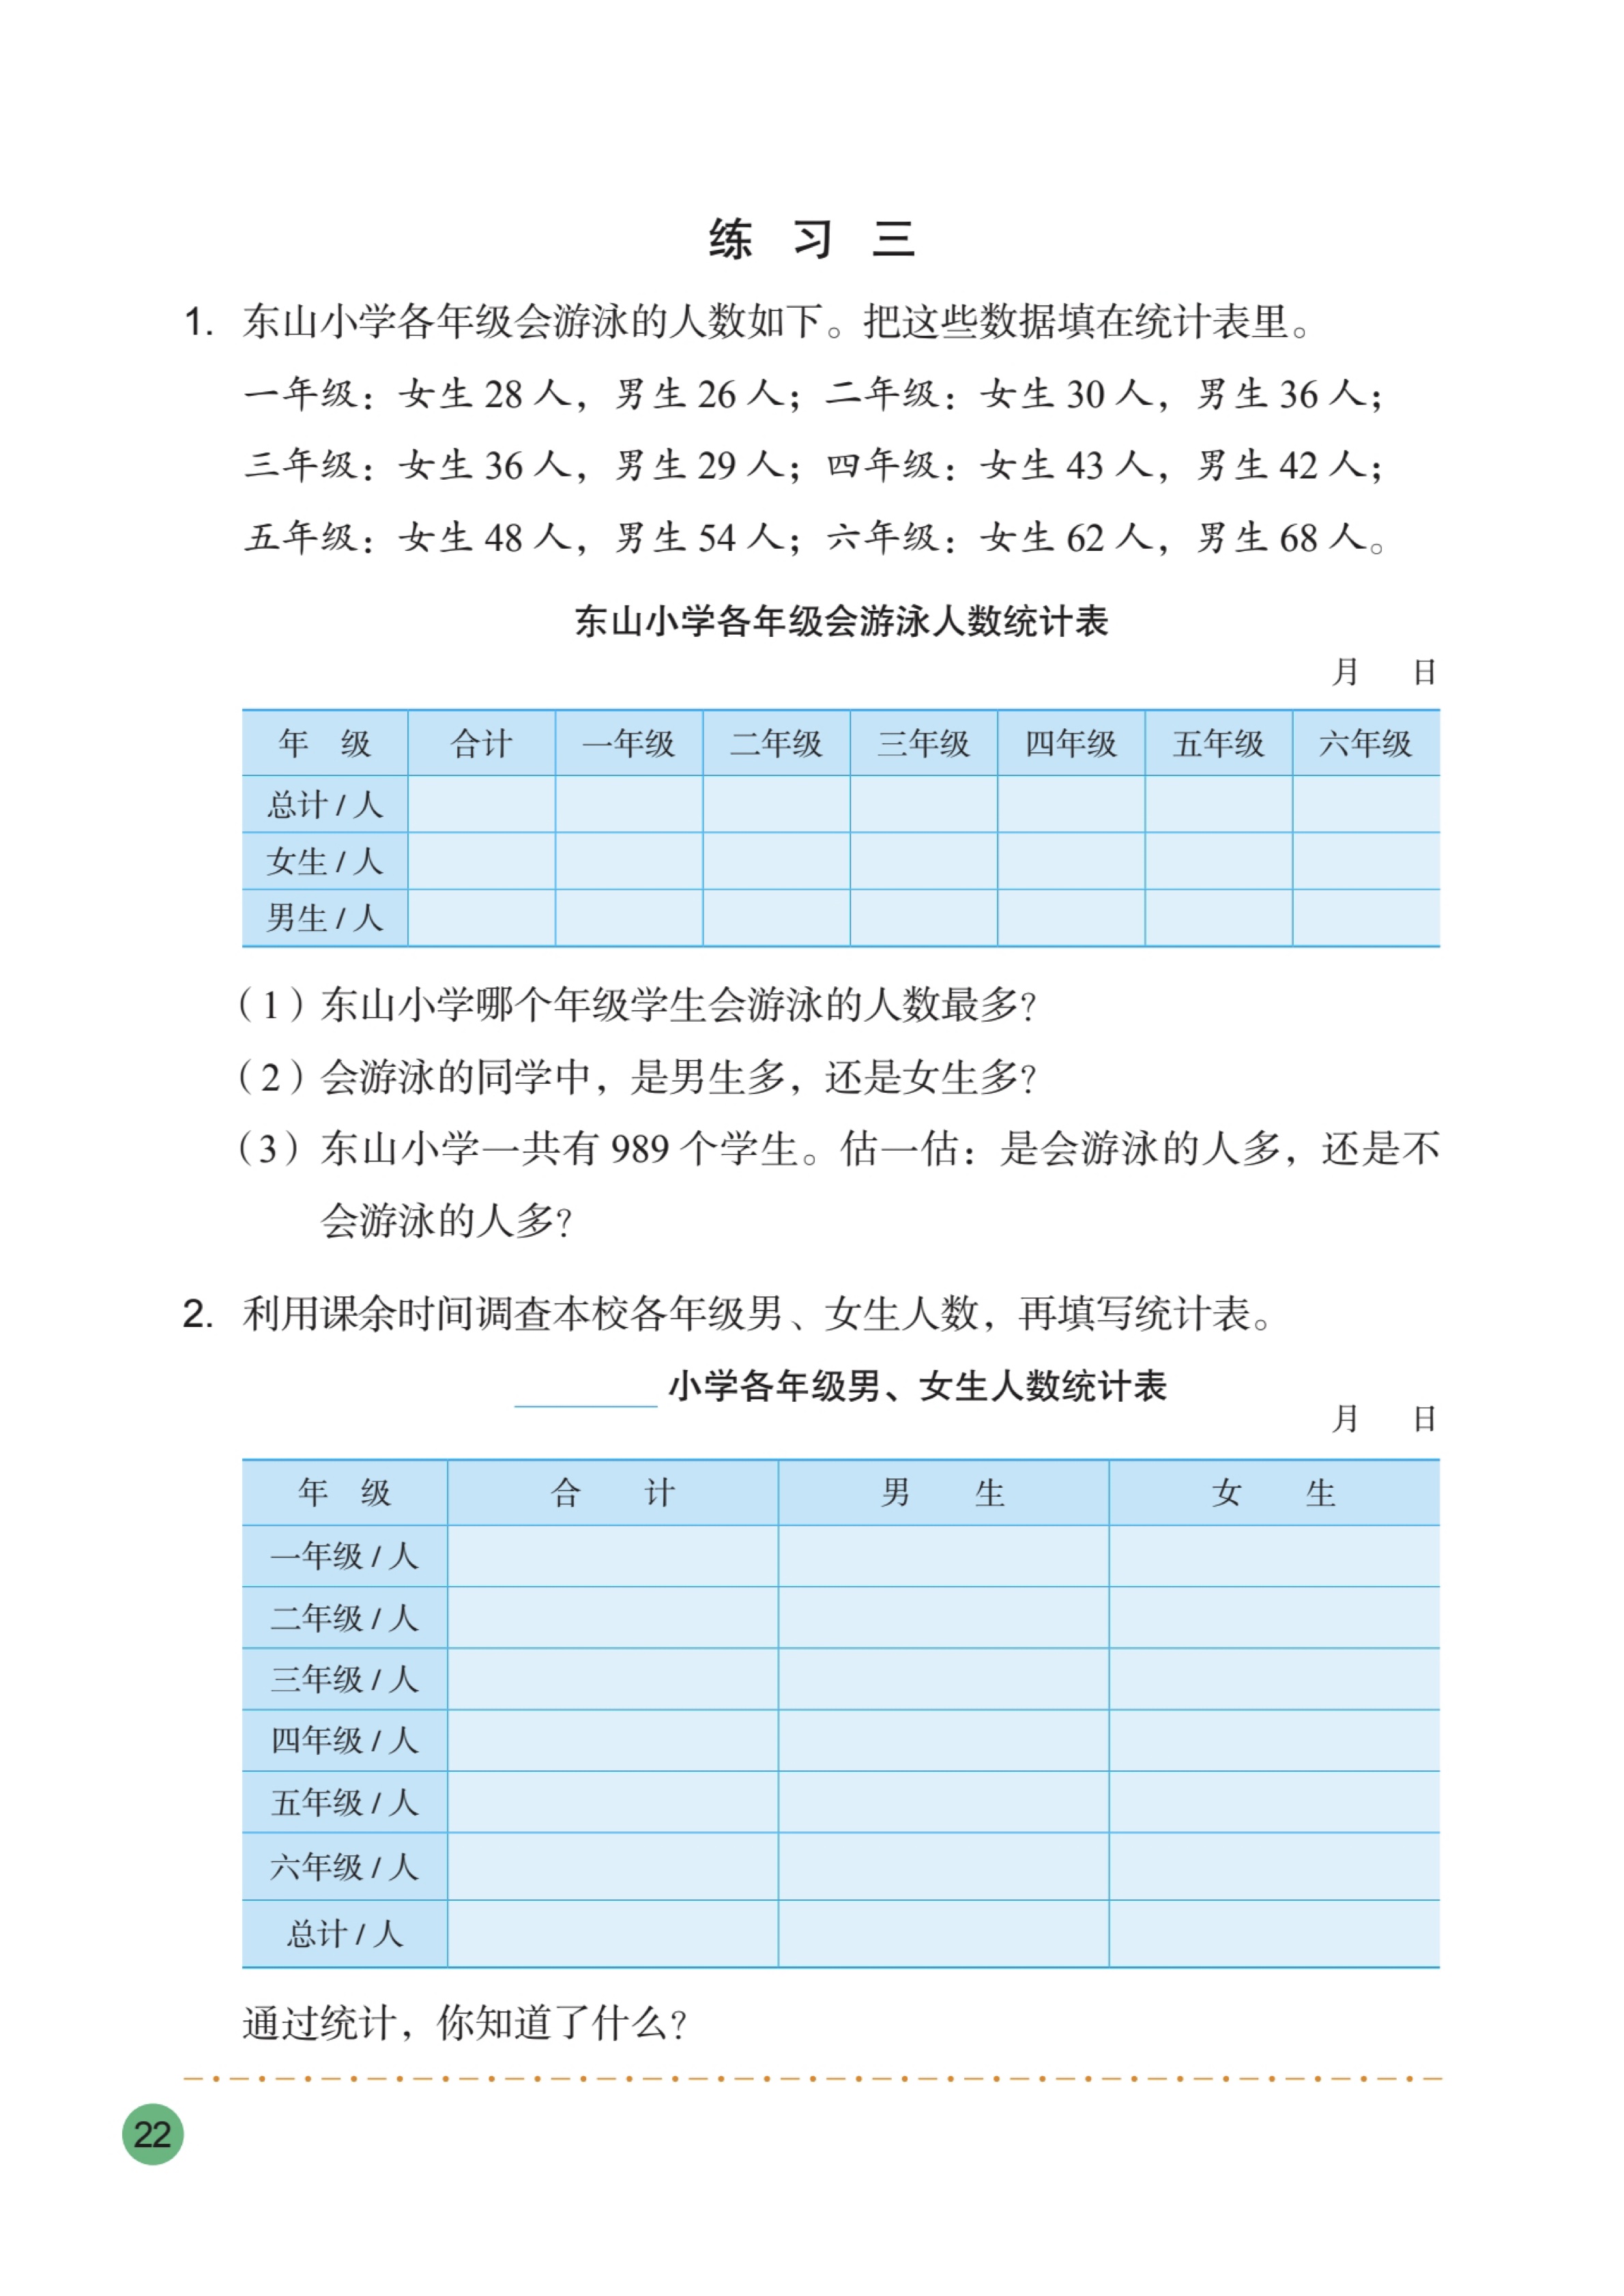 练 习 三
1. 东山小学各年级会游泳的人数如下。把这些数据填在统计表里。
一年级：女生 28 人，男生 26 人；二年级：女生 30 人，男生 36 人；
三年级：女生 36 人，男生 29 人；四年级：女生 43 人，男生 42 人；
五年级：女生 48 人，男生 54 人；六年级：女生 62 人，男生 68 人。
东山小学各年级会游泳人数统计表
月 日
年 级 合计 一年级 二年级 三年级 四年级 五年级 六年级
总计 / 人
女生 / 人
男生 / 人
（1）东山小学哪个年级学生会游泳的人数最多？
（2）会游泳的同学中，是男生多，还是女生多？
（3）东山小学一共有 989 个学生。估一估：是会游泳的人多，还是不
会游泳的人多？
2. 利用课余时间调查本校各年级男、女生人数，再填写统计表。
小学各年级男、女生人数统计表
月 日
年 级 合 计 男 生 女 生
一年级 / 人
二年级 / 人
三年级 / 人
四年级 / 人
五年级 / 人
六年级 / 人
总计 / 人
通过统计，你知道了什么？
22